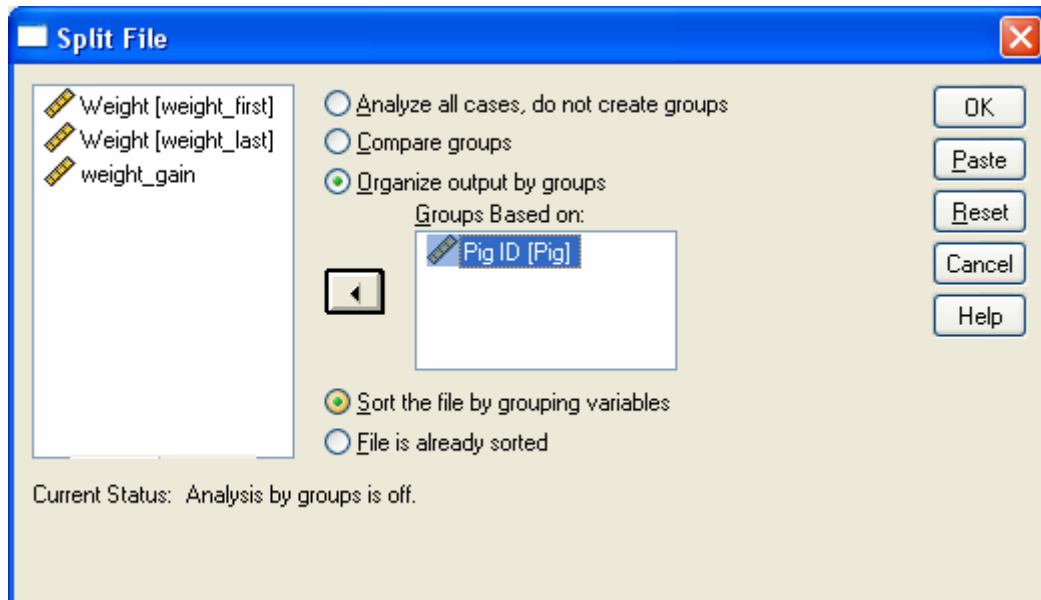 Split File
Weight [weight_first]
Weight [weight_last]
weight_gain
Analyze all cases, do not create groups
Compare groups
Organize output by groups
Groups Based on:
Pig ID [Pig]
Sort the file by grouping variables
File is already sorted
OK
Paste
Reset
Cancel
Help
Current Status: Analysis by groups is off.